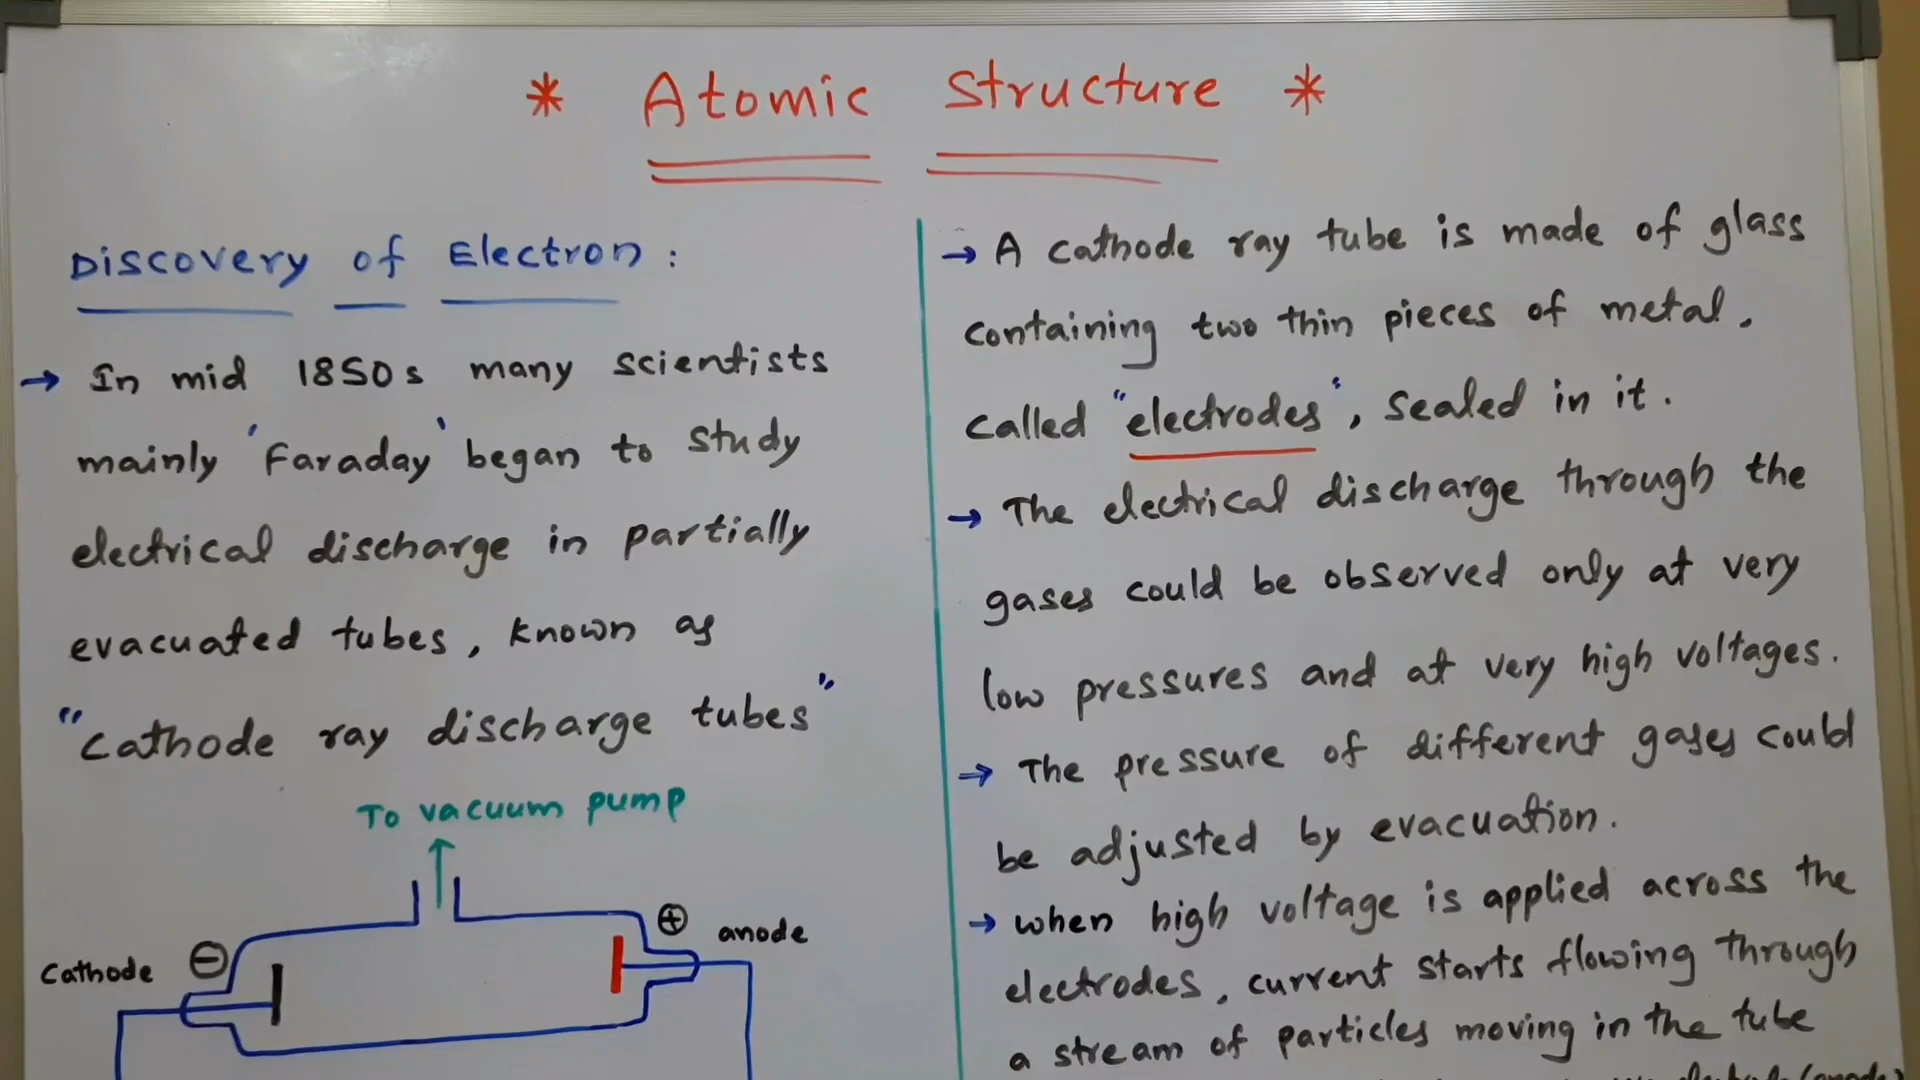 * Atomic Structure *
Discovery of Electron :
→ In mid 1850s many scientists
mainly 'Faraday' began to study
electrical discharge in partially
evacuated tubes, known as
"cathode ray discharge tubes"
To vacuum pump
⊕ anode
Cathode ⊖
→ A cathode ray tube is made of glass
containing two thin pieces of metal,
called "electrodes", sealed in it.
→ The electrical discharge through the
gases could be observed only at very
low pressures and at very high voltages.
→ The pressure of different gases could
be adjusted by evacuation.
→ when high voltage is applied across the
electrodes, current starts flowing through
a stream of particles moving in the tube
(anode)